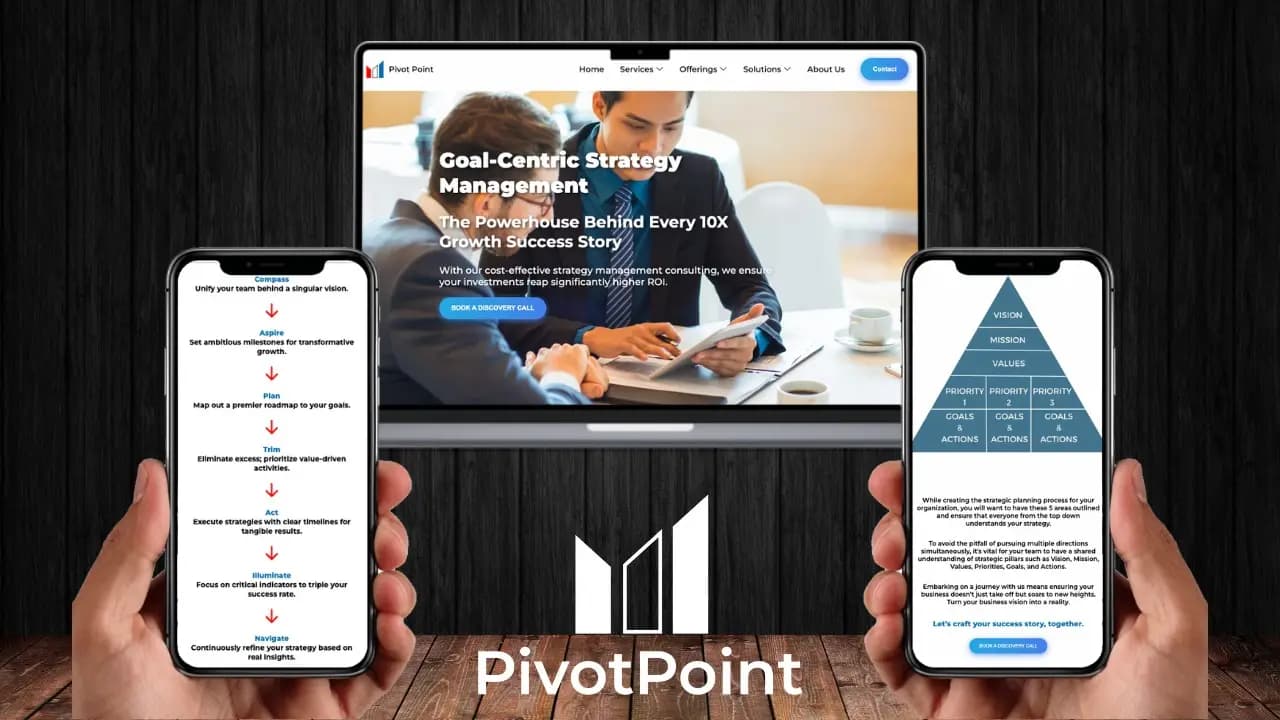 Pivot Point
Home
Services
Offerings
Solutions
About Us
Contact
Goal-Centric Strategy
Management
The Powerhouse Behind Every 10X
Growth Success Story
With our cost-effective strategy management consulting, we ensure
your investments reap significantly higher ROI.
BOOK A DISCOVERY CALL
Compass
Unify your team behind a singular vision.
Aspire
Set ambitious milestones for transformative
growth.
Plan
Map out a premier roadmap to your goals.
Trim
Eliminate excess; prioritize value-driven
activities.
Act
Execute strategies with clear timelines for
tangible results.
Illuminate
Focus on critical indicators to triple your
success rate.
Navigate
Continuously refine your strategy based on
real insights.
VISION
MISSION
VALUES
PRIORITY
1
PRIORITY
2
PRIORITY
3
GOALS
&
ACTIONS
GOALS
&
ACTIONS
GOALS
&
ACTIONS
While creating the strategic planning process for your
organization, you will want to have these 5 areas outlined
and ensure that everyone from the top down
understands your strategy.
To avoid the pitfall of pursuing multiple directions
simultaneously, it's vital for your team to have a shared
understanding of strategic pillars such as Vision, Mission,
Values, Priorities, Goals, and Actions.
Embarking on a journey with us means ensuring your
business doesn't just take off but soars to new heights.
Turn your business vision into a reality.
Let's craft your success story, together.
BOOK A DISCOVERY CALL
PivotPoint